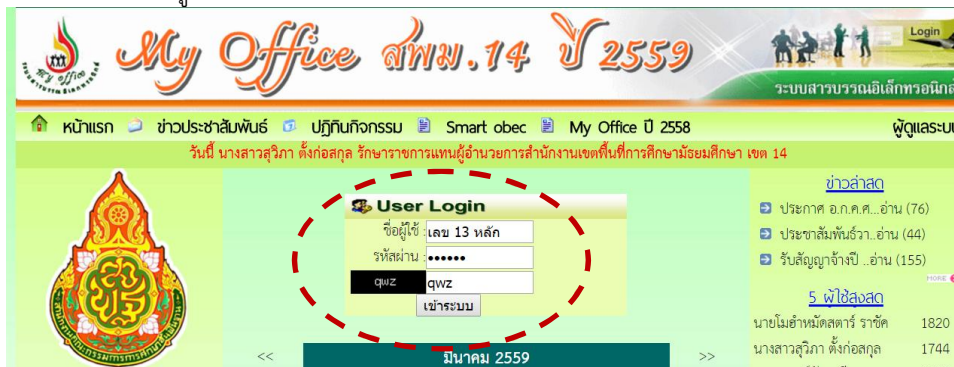 My Office สพม.14 ปี 2559
Login
ระบบสารบรรณอิเล็กทรอนิกส์
หน้าแรก ข่าวประชาสัมพันธ์ ปฏิทินกิจกรรม Smart obec My Office ปี 2558 ผู้ดูแลระบบ
วันนี้ นางสาวสุวิภา ตั้งก่อสกุล รักษาราชการแทนผู้อำนวยการสำนักงานเขตพื้นที่การศึกษามัธยมศึกษา เขต 14
User Login
ชื่อผู้ใช้ : เลข 13 หลัก
รหัสผ่าน : ••••••
qwz qwz
เข้าระบบ
<< มีนาคม 2559 >>
ข่าวล่าสุด
ประกาศ อ.ก.ค.ศ...อ่าน (76)
ประชาสัมพันธ์วา..อ่าน (44)
รับสัญญาจ้างปี ..อ่าน (155)
MORE
5 ผู้ใช้สูงสุด
นายโมฮำหมัดสตาร์ ราชัค 1820
นางสาวสุวิภา ตั้งก่อสกุล 1744